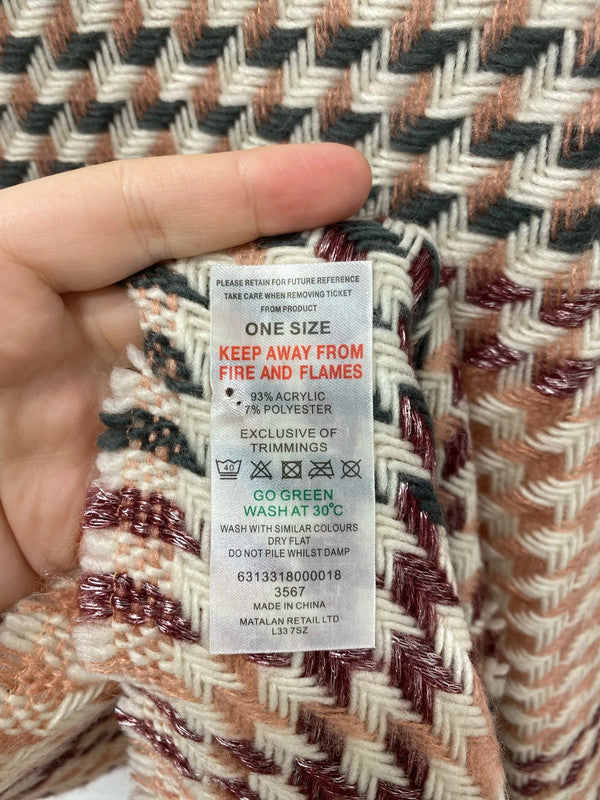 PLEASE RETAIN FOR FUTURE REFERENCE
TAKE CARE WHEN REMOVING TICKET
FROM PRODUCT
ONE SIZE
KEEP AWAY FROM
FIRE AND FLAMES
93% ACRYLIC
7% POLYESTER
EXCLUSIVE OF
TRIMMINGS
40
GO GREEN
WASH AT 30°C
WASH WITH SIMILAR COLOURS
DRY FLAT
DO NOT PILE WHILST DAMP
6313318000018
3567
MADE IN CHINA
MATALAN RETAIL LTD
L33 7SZ